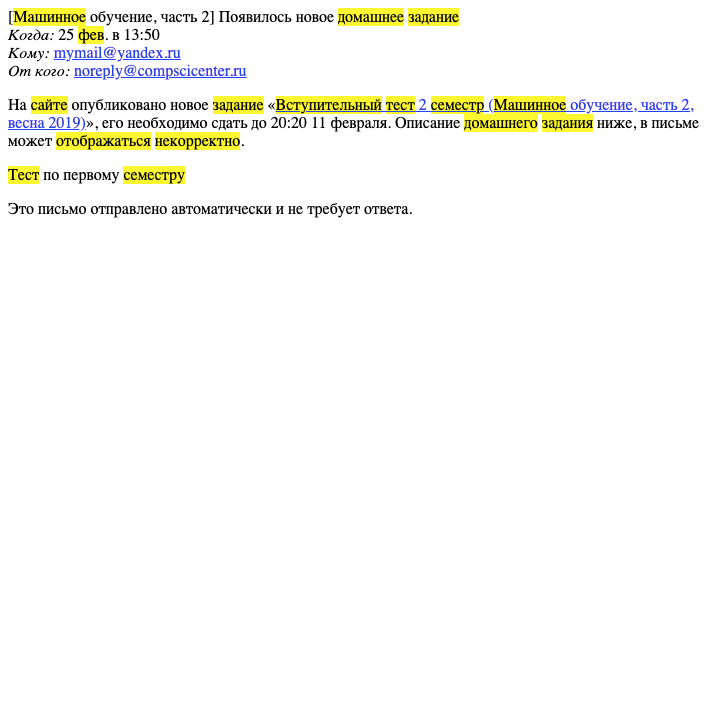 [Машинное обучение, часть 2] Появилось новое домашнее задание
Когда: 25 фев. в 13:50
Кому: mymail@yandex.ru
От кого: noreply@compscicenter.ru
На сайте опубликовано новое задание «Вступительный тест 2 семестр (Машинное обучение, часть 2,
весна 2019)», его необходимо сдать до 20:20 11 февраля. Описание домашнего задания ниже, в письме
может отображаться некорректно.
Тест по первому семестру
Это письмо отправлено автоматически и не требует ответа.